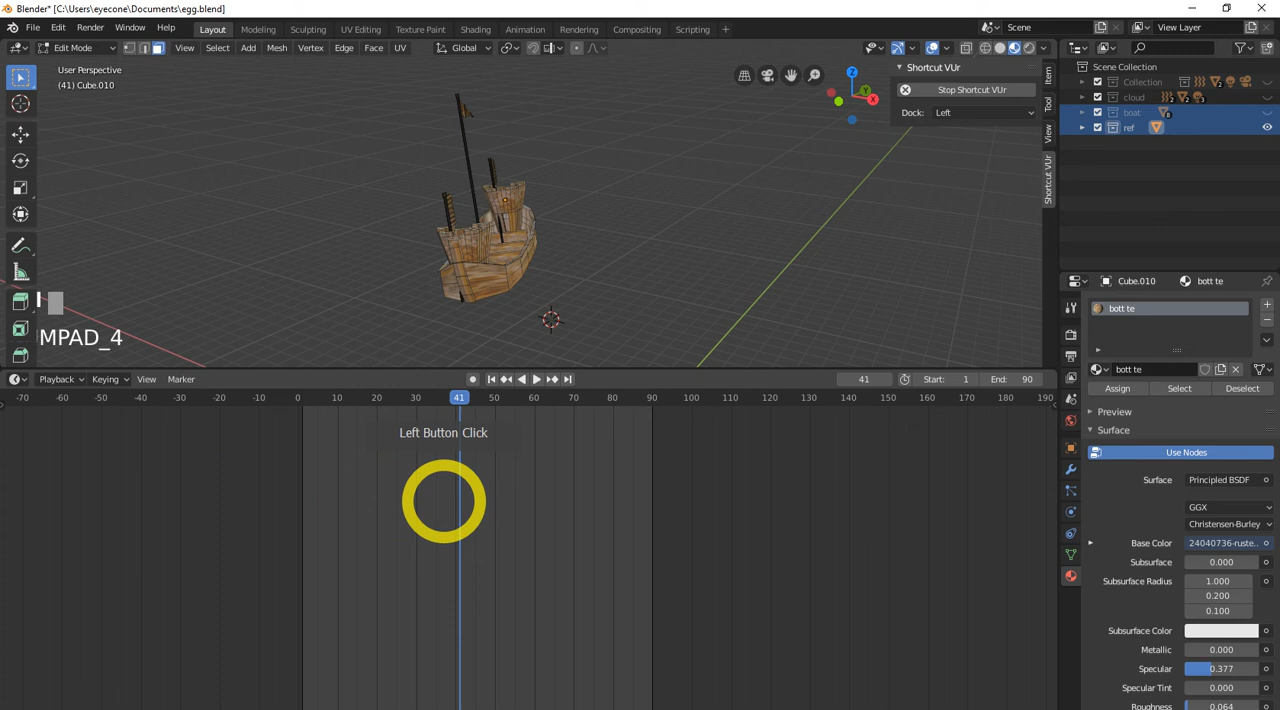 Blender* [C:\Users\eyecone\Documents\egg.blend]
File Edit Render Window Help Layout Modeling Sculpting UV Editing Texture Paint Shading Animation Rendering Compositing Scripting + Scene View Layer
Edit Mode View Select Add Mesh Vertex Edge Face UV Global
User Perspective
(41) Cube.010
Z
Y
X
Shortcut VUr
Stop Shortcut VUr
Dock: Left
Item
Tool
View
Shortcut VUr
Scene Collection
Collection 2
cloud 2 2 3
boat 8
ref
MPAD_4
Cube.010 bott te
bott te
bott te
Assign Select Deselect
Preview
Surface
Use Nodes
Surface Principled BSDF
GGX
Christensen-Burley
Base Color 24040736-ruste..
Subsurface 0.000
Subsurface Radius 1.000
0.200
0.100
Subsurface Color
Metallic 0.000
Specular 0.377
Specular Tint 0.000
Roughness 0.064
Playback Keying View Marker 41 Start: 1 End: 90
-70 -60 -50 -40 -30 -20 -10 0 10 20 30 41 50 60 70 80 90 100 110 120 130 140 150 160 170 180 190
Left Button Click